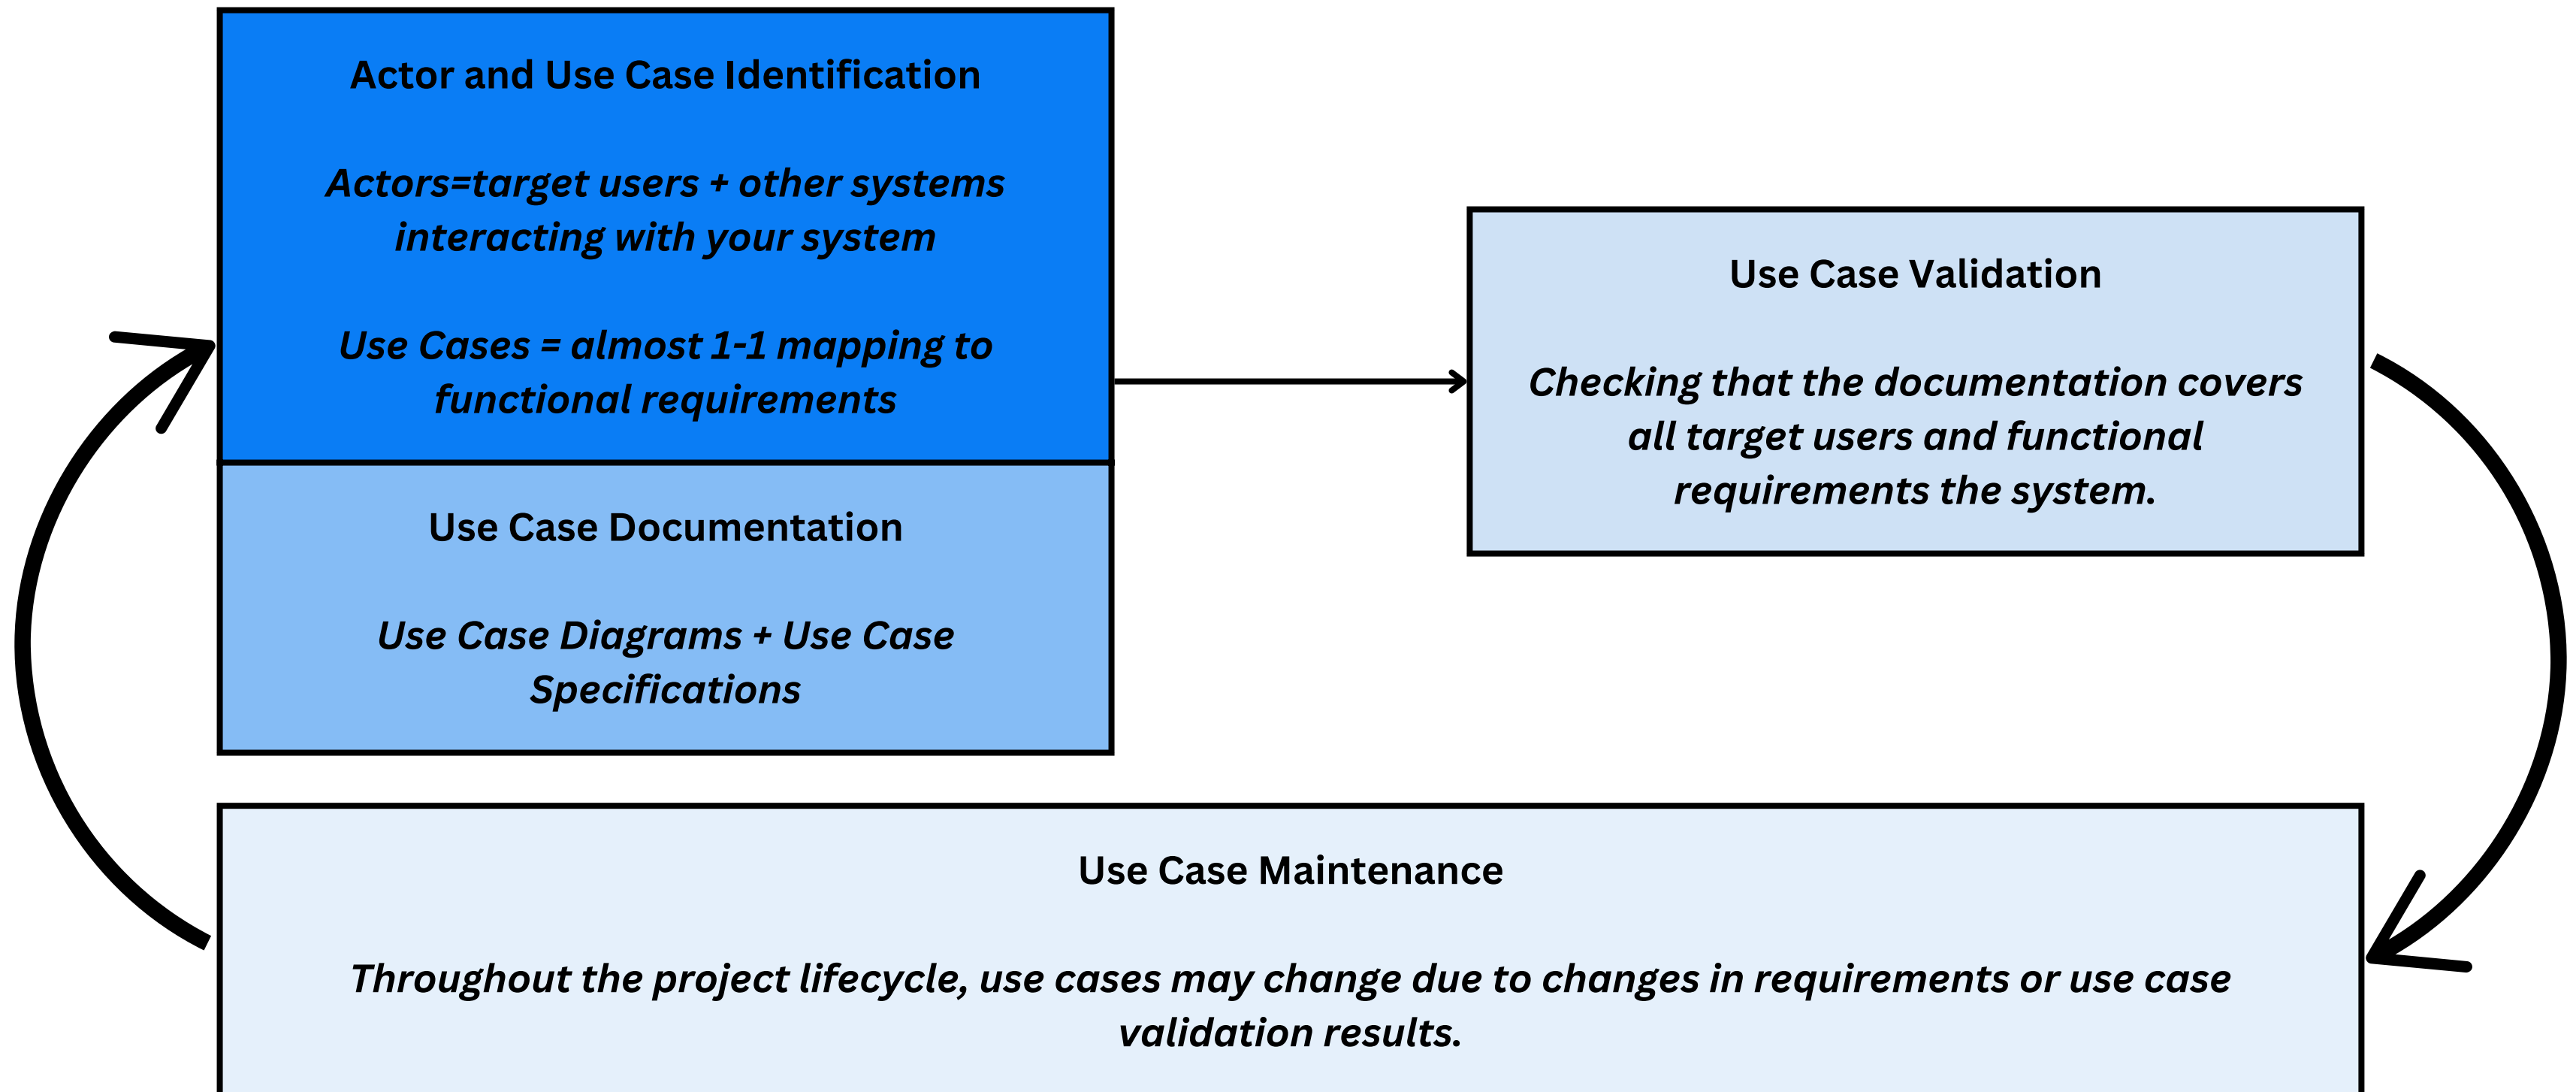 Actor and Use Case Identification
Actors=target users + other systems
interacting with your system
Use Cases = almost 1-1 mapping to
functional requirements
Use Case Documentation
Use Case Diagrams + Use Case
Specifications
Use Case Validation
Checking that the documentation covers
all target users and functional
requirements the system.
Use Case Maintenance
Throughout the project lifecycle, use cases may change due to changes in requirements or use case
validation results.